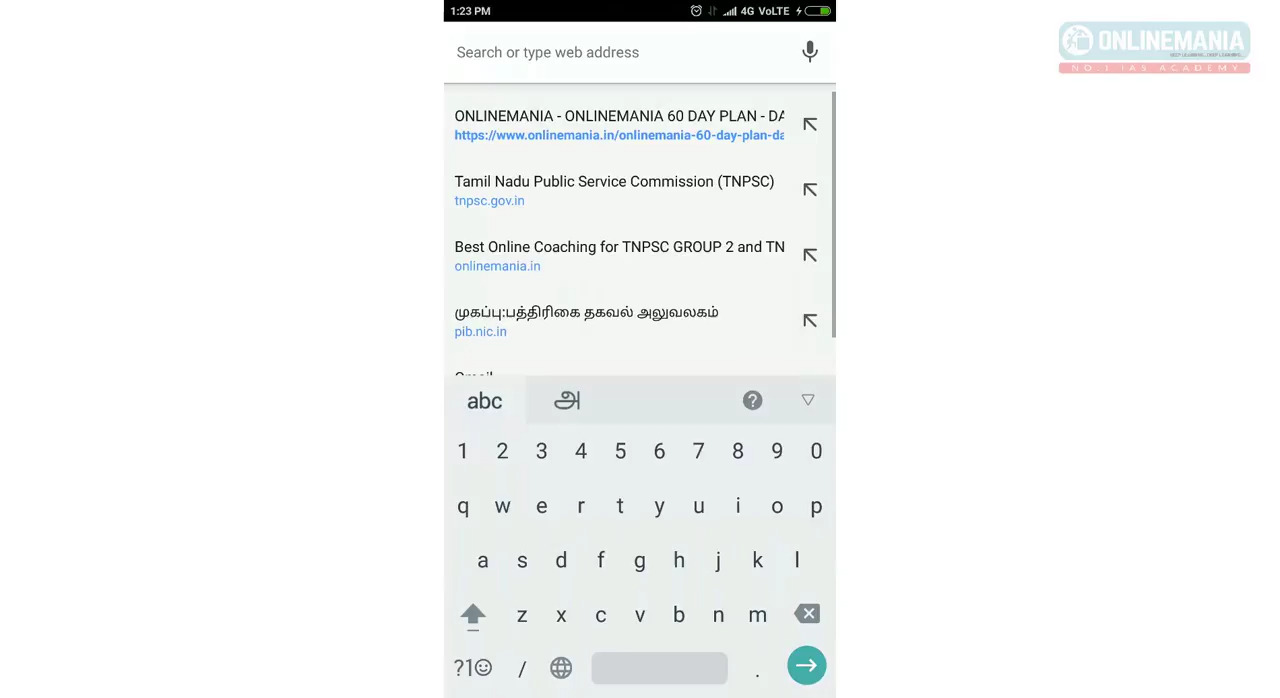 1:23 PM 4G VoLTE
ONLINEMANIA
NO 1 IAS ACADEMY
Search or type web address
ONLINEMANIA - ONLINEMANIA 60 DAY PLAN - DA
https://www.onlinemania.in/onlinemania-60-day-plan-da
Tamil Nadu Public Service Commission (TNPSC)
tnpsc.gov.in
Best Online Coaching for TNPSC GROUP 2 and TN
onlinemania.in
முகப்பு:பத்திரிகை தகவல் அலுவலகம்
pib.nic.in
abc அ ?
1 2 3 4 5 6 7 8 9 0
q w e r t y u i o p
a s d f g h j k l
z x c v b n m
?1☺ / .